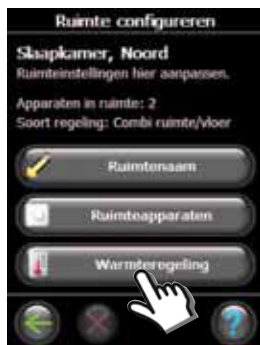 Ruimte configureren
Slaapkamer, Noord
Ruimteinstellingen hier aanpassen.
Apparaten in ruimte: 2
Soort regeling: Combi ruimte/vloer
Ruimtenaam
Ruimteapparaten
Warmteregeling
?